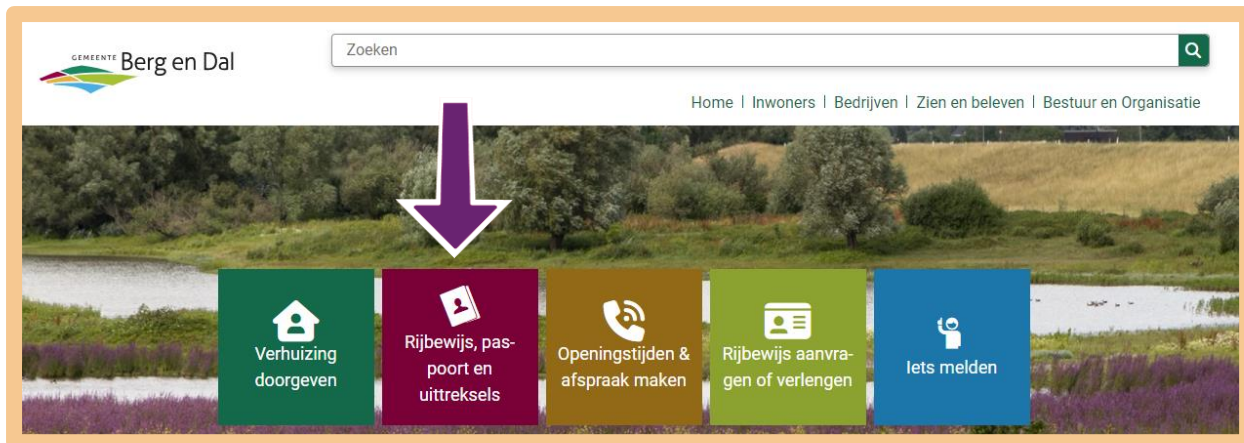 GEMEENTE Berg en Dal
Zoeken
Home | Inwoners | Bedrijven | Zien en beleven | Bestuur en Organisatie
Verhuizing
doorgeven
Rijbewijs, pas-
poort en
uittreksels
Openingstijden &
afspraak maken
Rijbewijs aanvra-
gen of verlengen
Iets melden